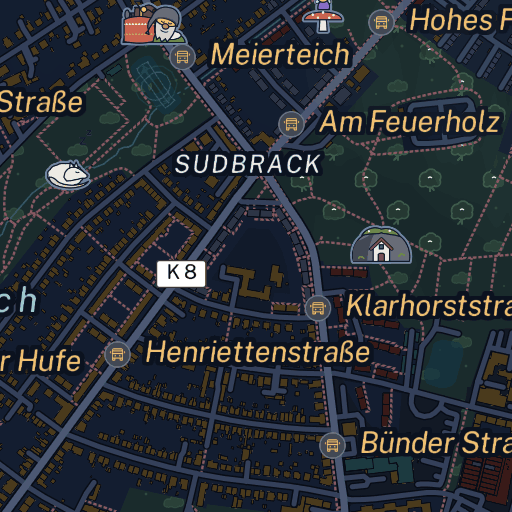 Hohes F
Meierteich
Straße
Am Feuerholz
SUDBRACK
K 8
ch
Klarhorststra
r Hufe
Henriettenstraße
Bünder Stra